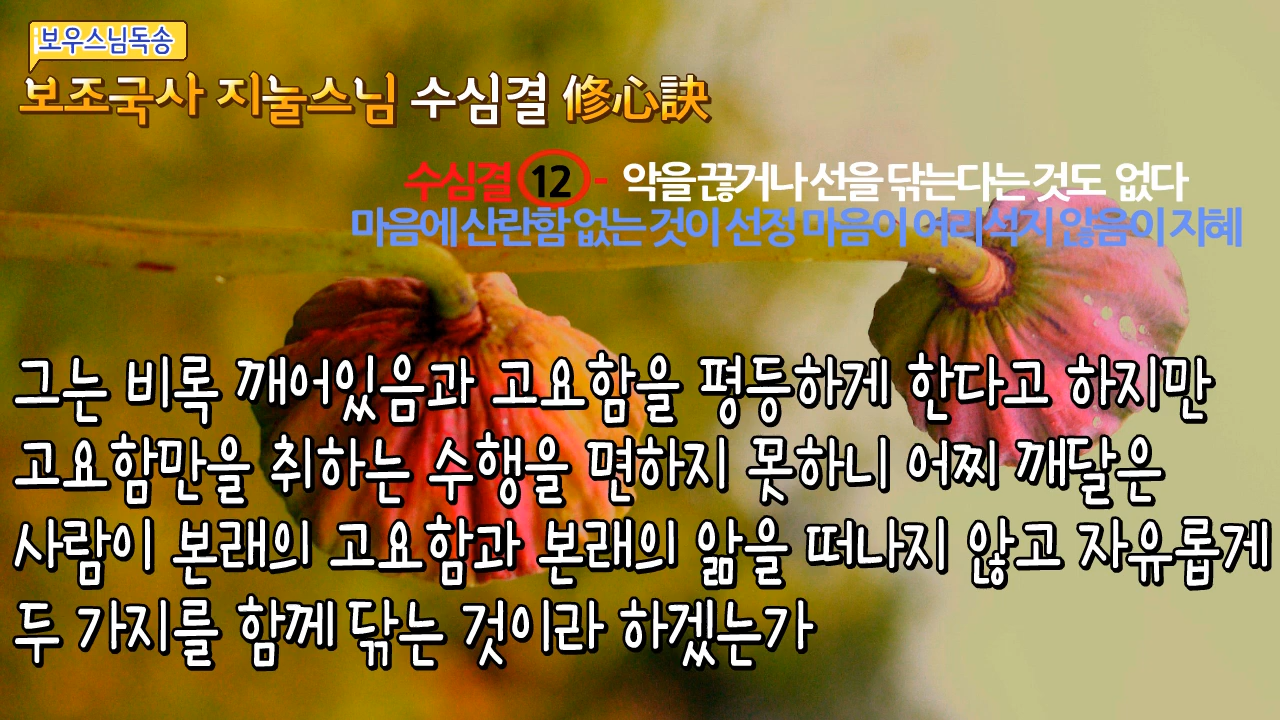 보우스님독송
보조국사 지눌스님 수심결 修心訣
수심결 12 - 악을 끊거나 선을 닦는다는 것도 없다
마음에 산란함 없는 것이 선정 마음이 어리석지 않음이 지혜
그는 비록 깨어있음과 고요함을 평등하게 한다고 하지만
고요함만을 취하는 수행을 면하지 못하니 어찌 깨달은
사람이 본래의 고요함과 본래의 앎을 떠나지 않고 자유롭게
두 가지를 함께 닦는 것이라 하겠는가